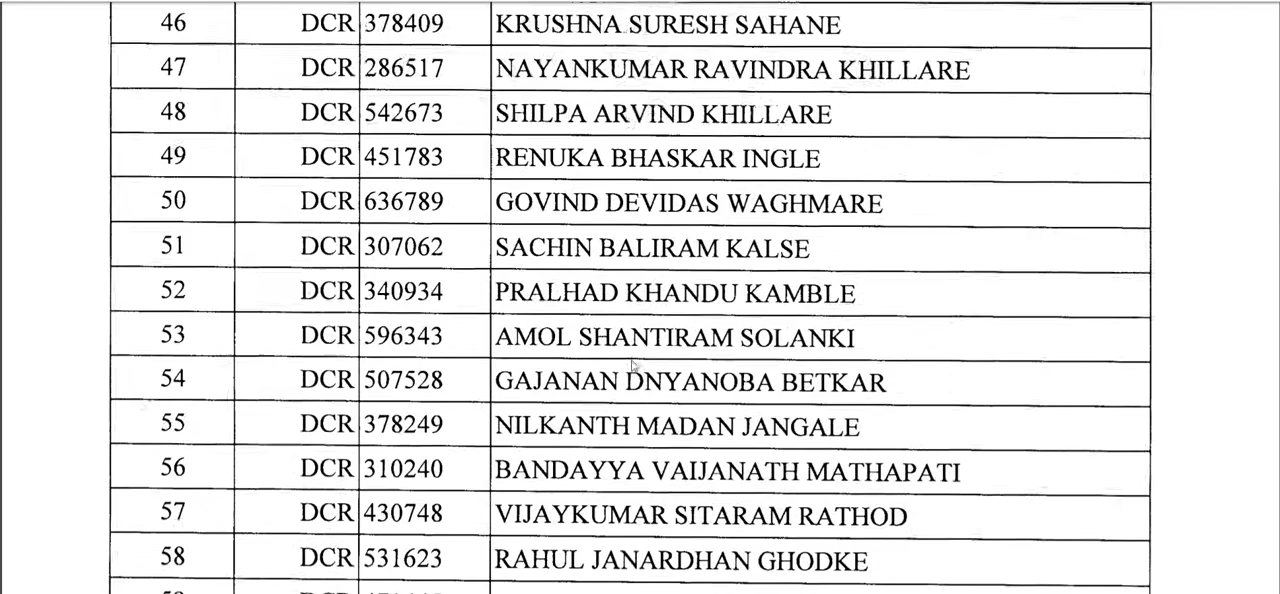 46 DCR 378409 KRUSHNA SURESH SAHANE
47 DCR 286517 NAYANKUMAR RAVINDRA KHILLARE
48 DCR 542673 SHILPA ARVIND KHILLARE
49 DCR 451783 RENUKA BHASKAR INGLE
50 DCR 636789 GOVIND DEVIDAS WAGHMARE
51 DCR 307062 SACHIN BALIRAM KALSE
52 DCR 340934 PRALHAD KHANDU KAMBLE
53 DCR 596343 AMOL SHANTIRAM SOLANKI
54 DCR 507528 GAJANAN DNYANOBA BETKAR
55 DCR 378249 NILKANTH MADAN JANGALE
56 DCR 310240 BANDAYYA VAIJANATH MATHAPATI
57 DCR 430748 VIJAYKUMAR SITARAM RATHOD
58 DCR 531623 RAHUL JANARDHAN GHODKE